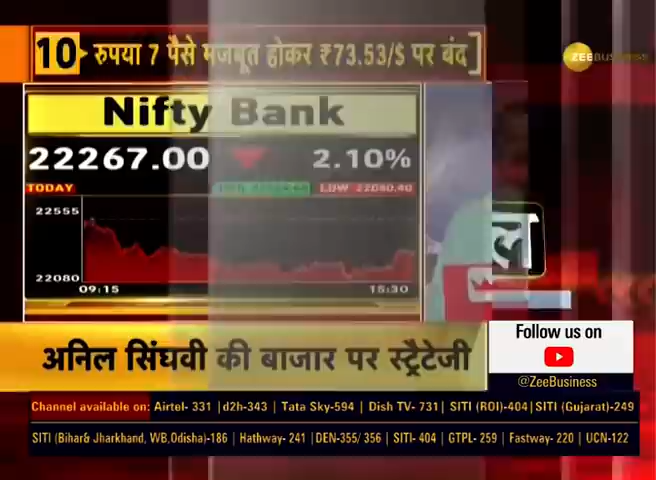 10 रुपया 7 पैसे मजबूत होकर ₹73.53/$ पर बंद
ZEEBUSINESS
Nifty Bank
22267.00 2.10%
TODAY LOW 22080.40
22555
22080
09:15 15:30
अनिल सिंघवी की बाजार पर स्ट्रैटेजी
Follow us on
@ZeeBusiness
Channel available on: Airtel- 331 | d2h-343 | Tata Sky-594 | Dish TV- 731 | SITI (ROI)-404 | SITI (Gujarat)-249
SITI (Bihar& Jharkhand, WB,Odisha)-186 | Hathway- 241 | DEN-355/ 356 | SITI- 404 | GTPL- 259 | Fastway- 220 | UCN-122